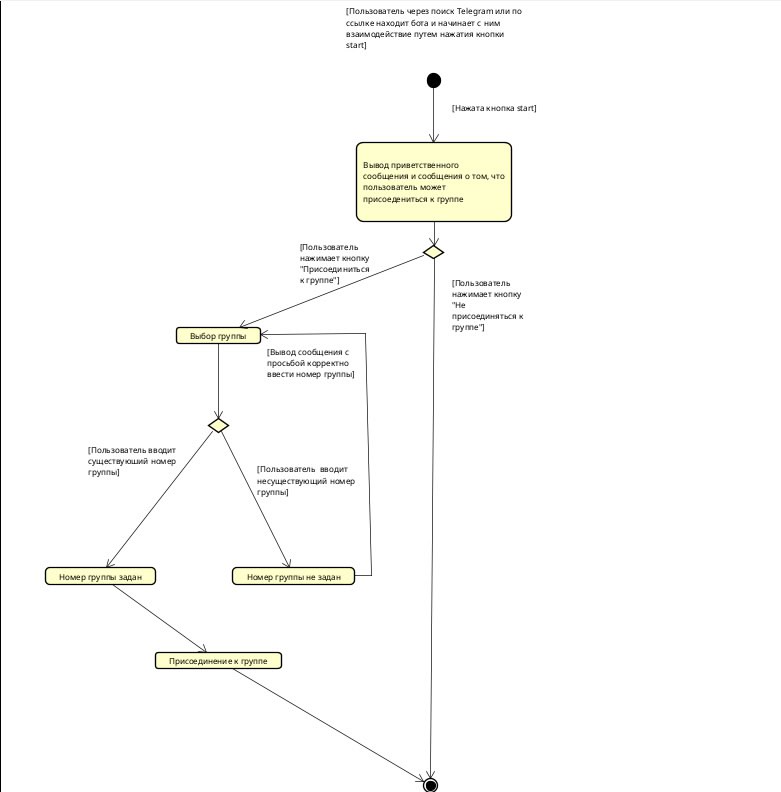 [Пользователь через поиск Telegram или по
ссылке находит бота и начинает с ним
взаимодействие путем нажатия кнопки
start]
[Нажата кнопка start]
Вывод приветственного
сообщения и сообщения о том, что
пользователь может
присоедениться к группе
[Пользователь
нажимает кнопку
"Присоединиться
к группе"]
[Пользователь
нажимает кнопку
"Не
присоединяться к
группе"]
Выбор группы
[Вывод сообщения с
просьбой корректно
ввести номер группы]
[Пользователь вводит
существуюший номер
группы]
[Пользователь вводит
несуществующий номер
группы]
Номер группы задан
Номер группы не задан
Присоединение к группе